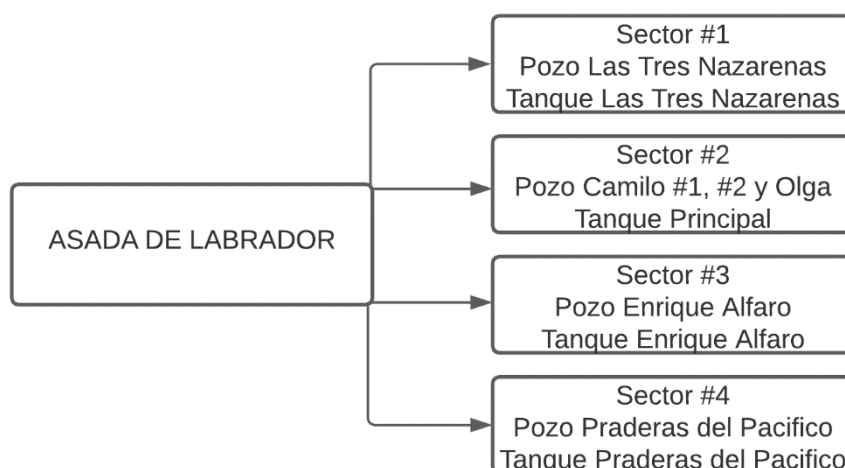 ASADA DE LABRADOR
Sector #1
Pozo Las Tres Nazarenas
Tanque Las Tres Nazarenas
Sector #2
Pozo Camilo #1, #2 y Olga
Tanque Principal
Sector #3
Pozo Enrique Alfaro
Tanque Enrique Alfaro
Sector #4
Pozo Praderas del Pacifico
Tanque Praderas del Pacifico